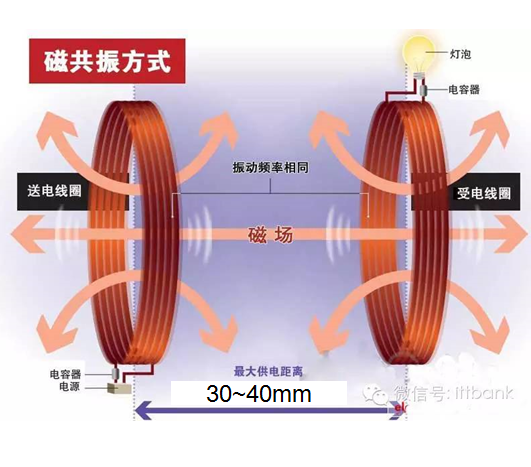 磁共振方式
灯泡
电容器
振动频率相同
送电线圈
受电线圈
磁场
电容器
电源
最大供电距离
30~40mm
微信号: ittbank